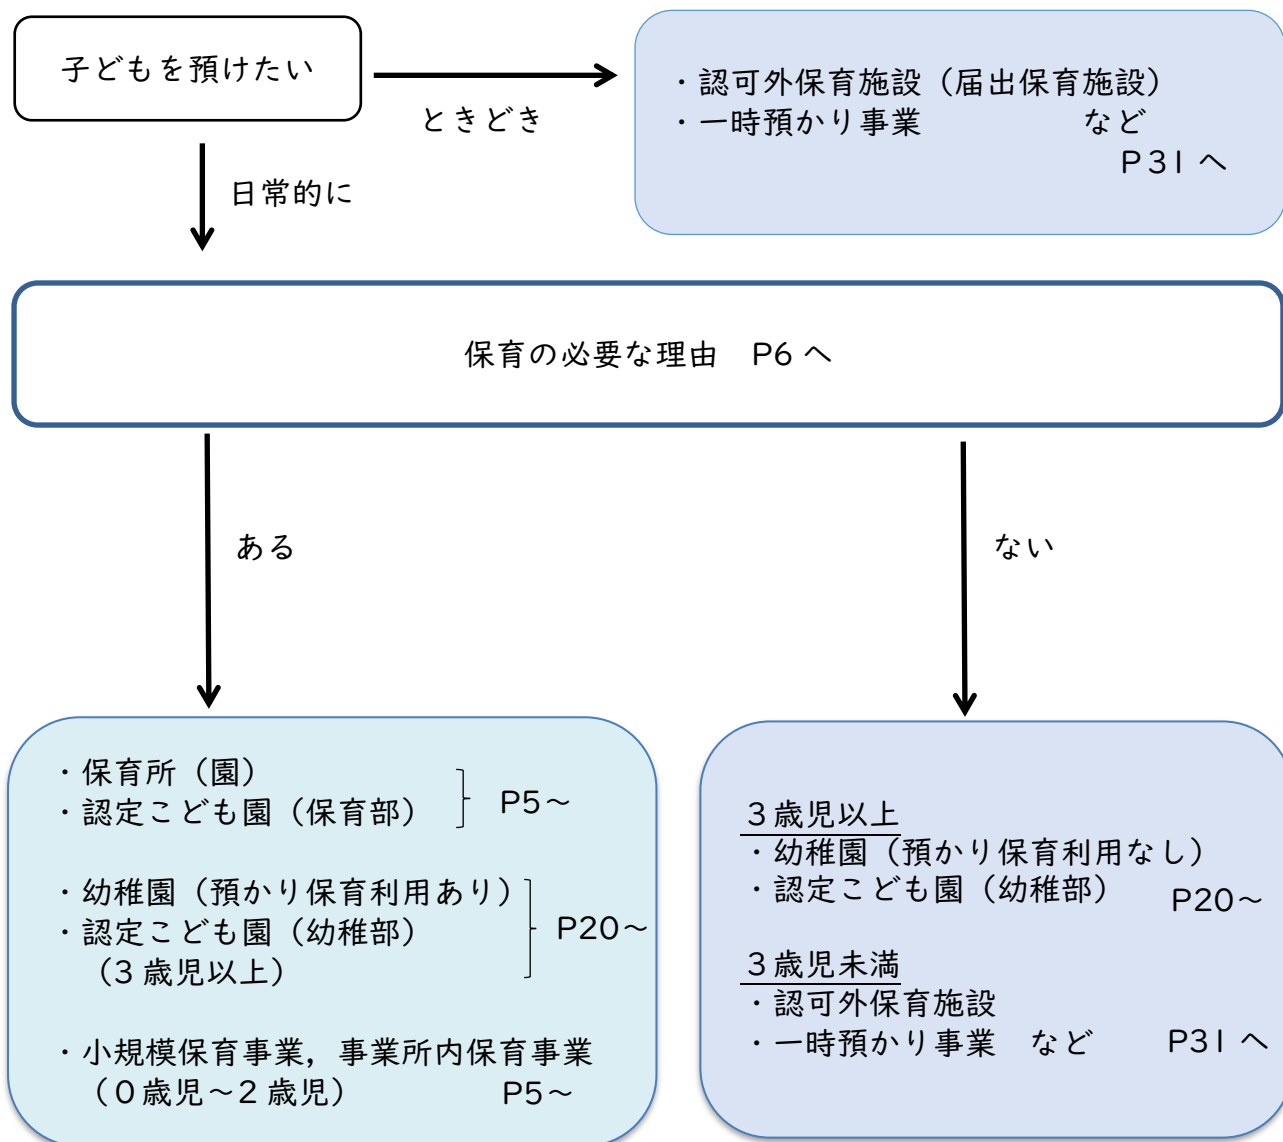 子どもを預けたい
ときどき
・認可外保育施設（届出保育施設）
・一時預かり事業　　　　　など
P31 へ
日常的に
保育の必要な理由　P6 へ
ある
ない
・保育所（園）
・認定こども園（保育部）
P5～
・幼稚園（預かり保育利用あり）
・認定こども園（幼稚部）
（3 歳児以上）
P20～
・小規模保育事業，事業所内保育事業
（０歳児～2 歳児）　　　　P5～
３歳児以上
・幼稚園（預かり保育利用なし）
・認定こども園（幼稚部）
P20～
３歳児未満
・認可外保育施設
・一時預かり事業　など
P31 へ